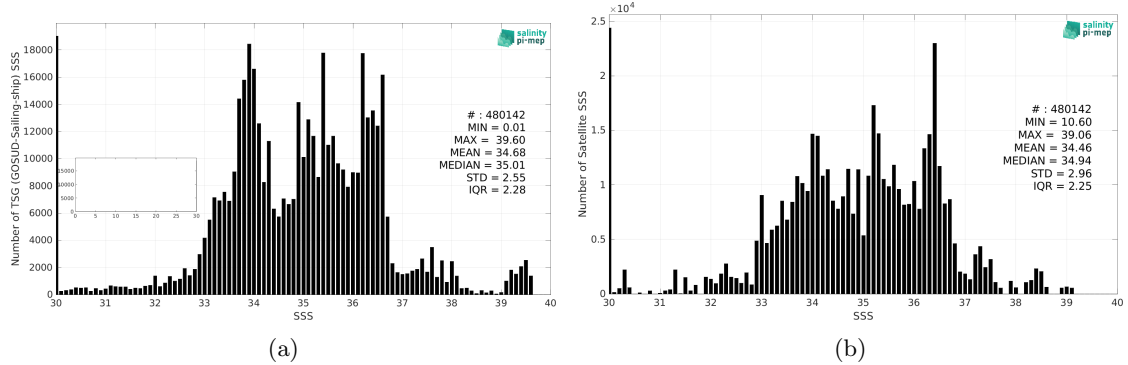 salinity
pi-mep
Number of TSG (GOSUD-Sailing-ship) SSS
18000
16000
14000
12000
10000
8000
6000
4000
2000
0
# : 480142
MIN = 0.01
MAX = 39.60
MEAN = 34.68
MEDIAN = 35.01
STD = 2.55
IQR = 2.28
15000
10000
5000
0
0 5 10 15 20 25 30
30 31 32 33 34 35 36 37 38 39 40
SSS
(a)
×10⁴
salinity
pi-mep
Number of Satellite SSS
2.5
2
1.5
1
0.5
0
# : 480142
MIN = 10.60
MAX = 39.06
MEAN = 34.46
MEDIAN = 34.94
STD = 2.96
IQR = 2.25
30 31 32 33 34 35 36 37 38 39 40
SSS
(b)